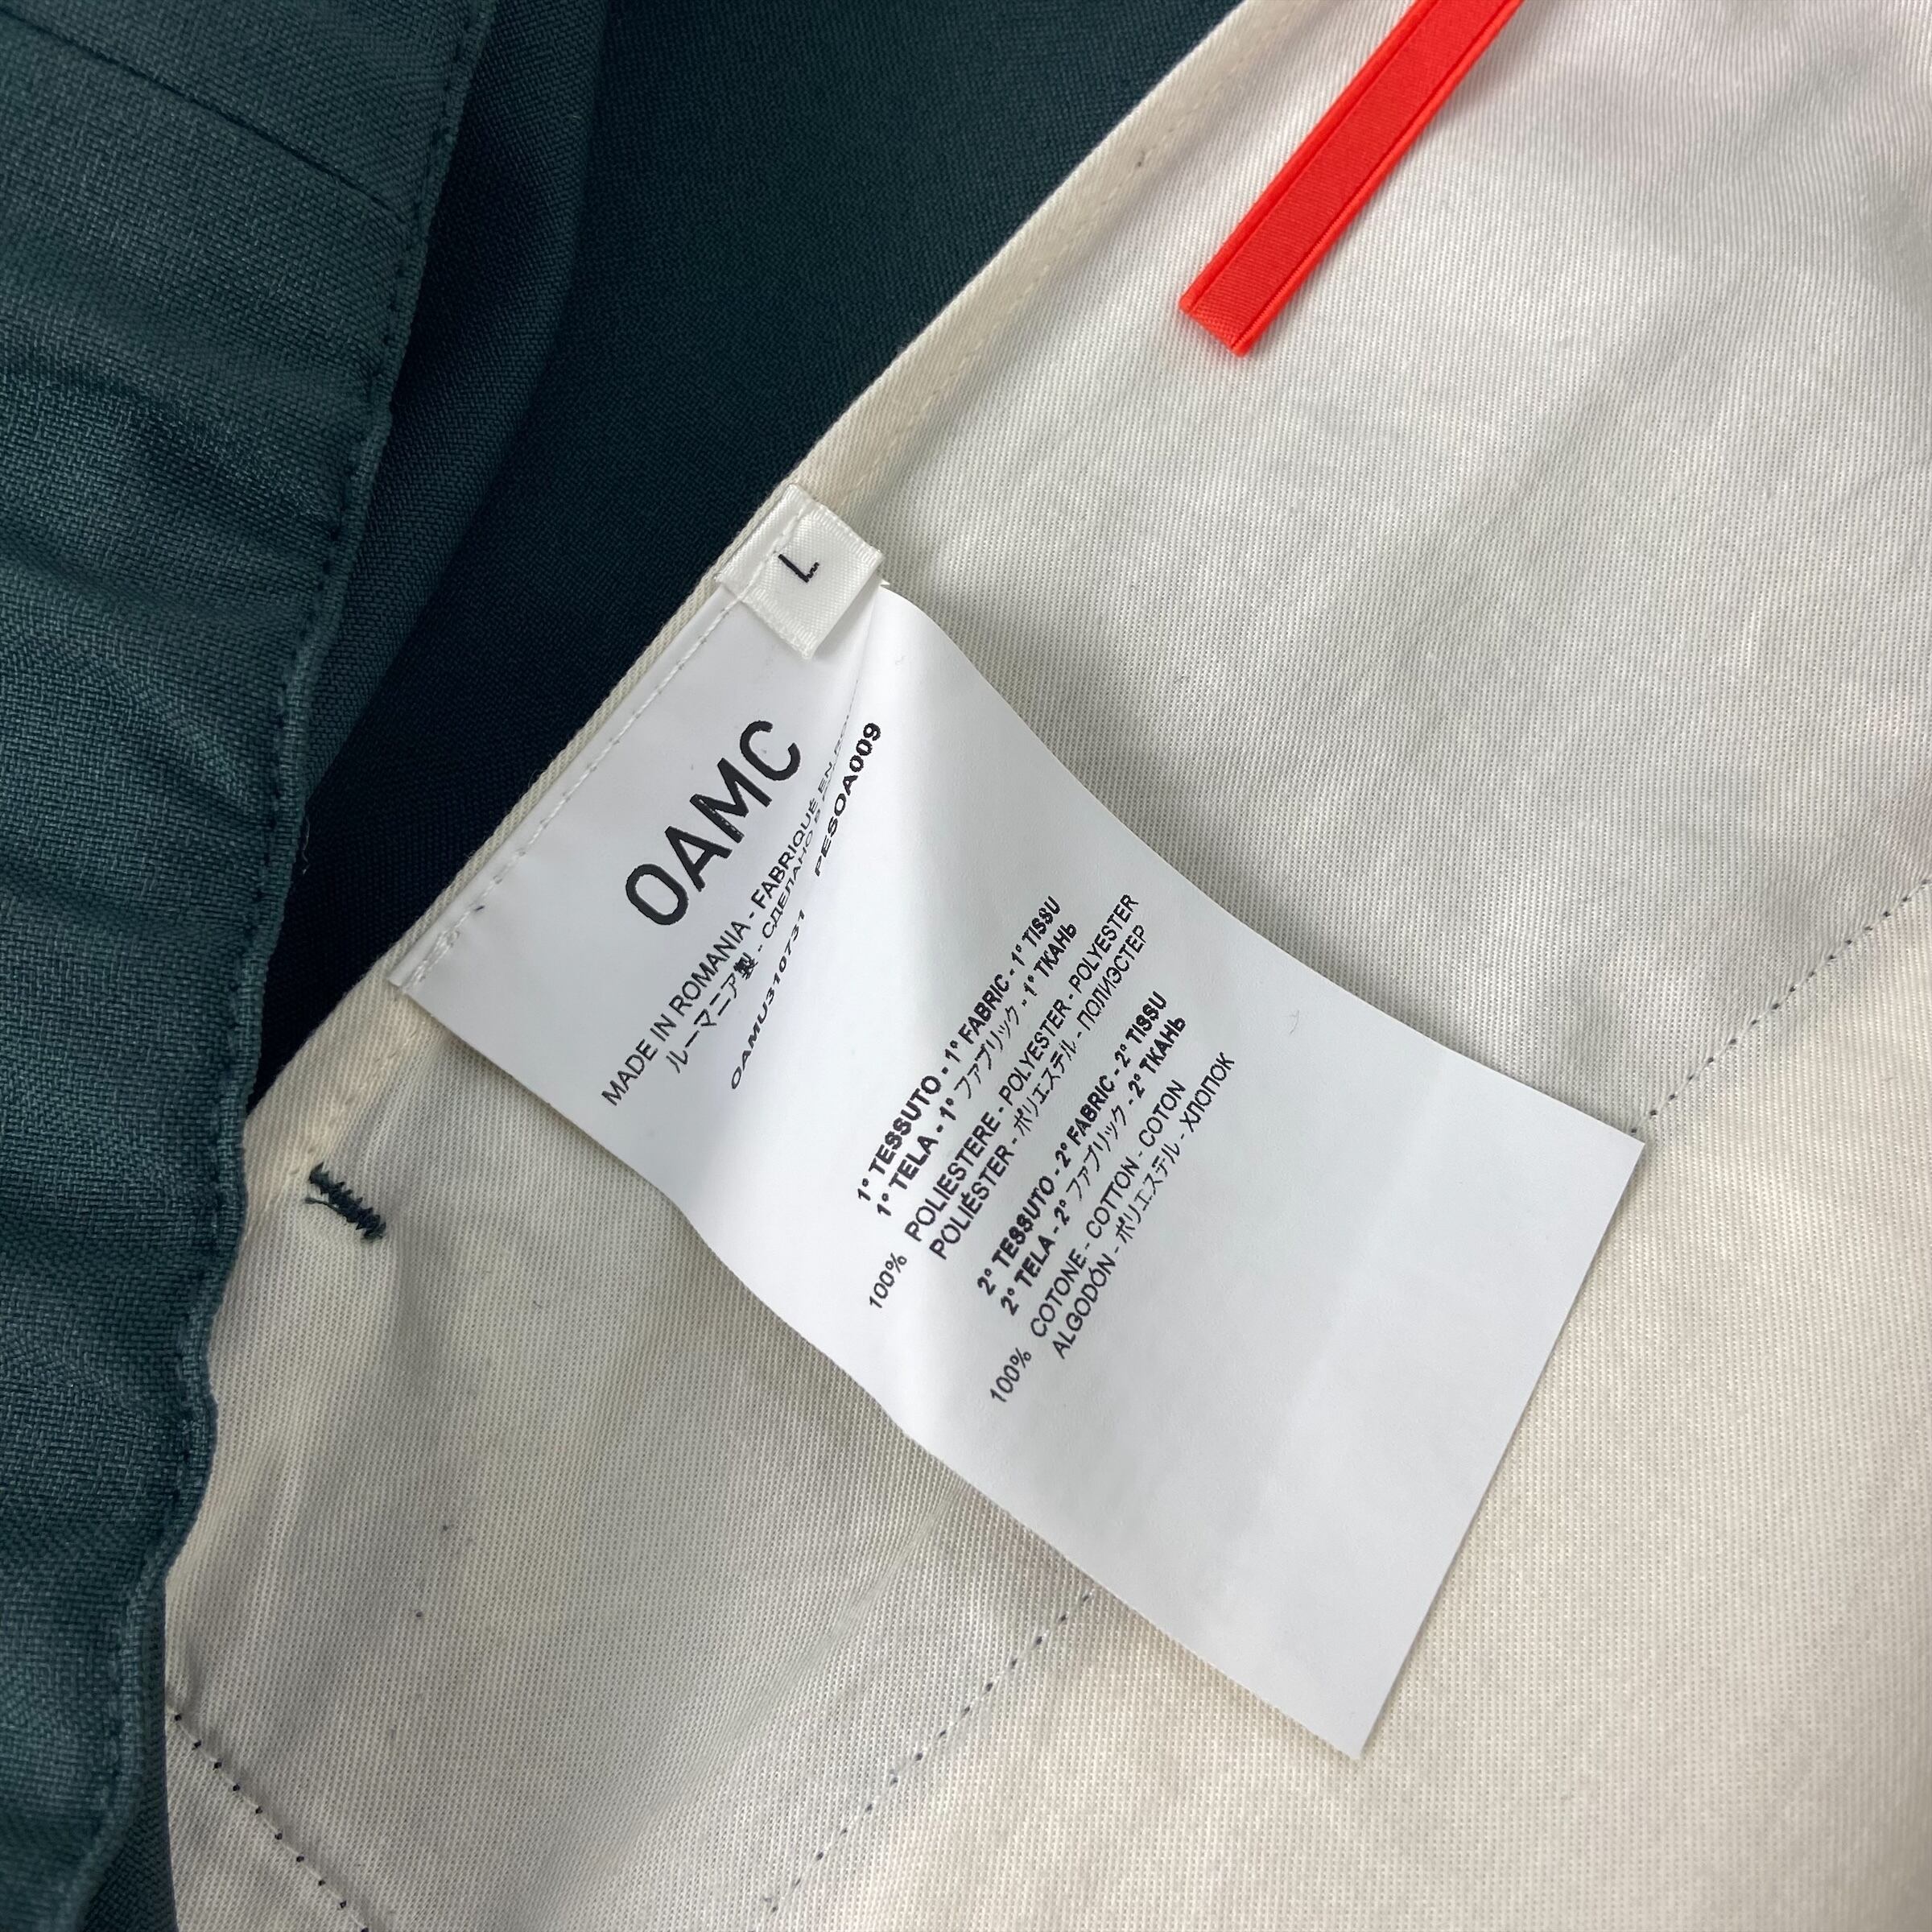 L
OAMC
MADE IN ROMANIA - FABRIQUÉ EN
ルーマニア製 - СДЕЛАНО В
OAMU310731 PESOA009
1° TESSUTO - 1° FABRIC - 1° TISSU
1° TELA - 1° ファブリック - 1° ТКАНЬ
100% POLIESTERE - POLYESTER - POLYESTER
POLIÉSTER - ポリエステル - ПОЛИЭСТЕР
2° TESSUTO - 2° FABRIC - 2° TISSU
2° TELA - 2° ファブリック - 2° ТКАНЬ
100% COTONE - COTTON - COTON
ALGODÓN - ポリエステル - ХЛОПОК